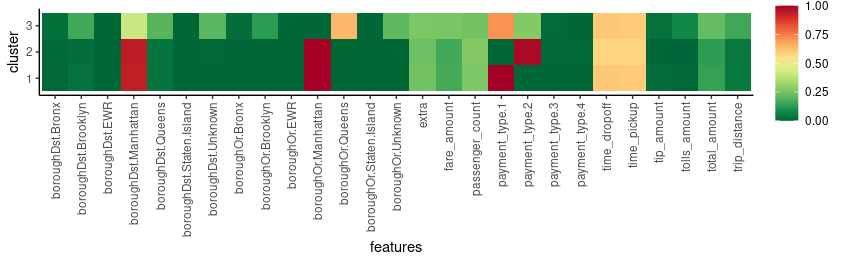 cluster
3
2
1
boroughDst.Bronx
boroughDst.Brooklyn
boroughDst.EWR
boroughDst.Manhattan
boroughDst.Queens
boroughDst.Staten.Island
boroughDst.Unknown
boroughOr.Bronx
boroughOr.Brooklyn
boroughOr.EWR
boroughOr.Manhattan
boroughOr.Queens
boroughOr.Staten.Island
boroughOr.Unknown
extra
fare_amount
passenger_count
payment_type.1
payment_type.2
payment_type.3
payment_type.4
time_dropoff
time_pickup
tip_amount
tolls_amount
total_amount
trip_distance
features
1.00
0.75
0.50
0.25
0.00